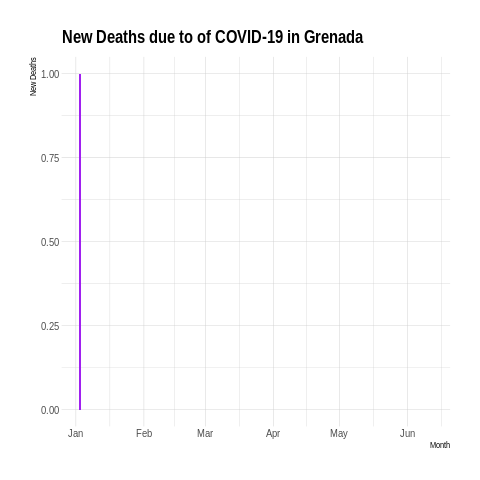 New Deaths due to of COVID-19 in Grenada
New Deaths
1.00
0.75
0.50
0.25
0.00
Jan Feb Mar Apr May Jun
Month